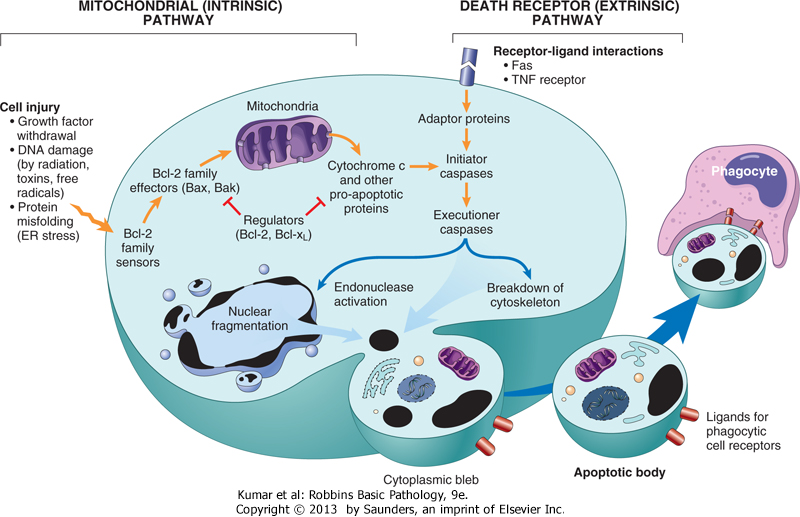 MITOCHONDRIAL (INTRINSIC)
PATHWAY
DEATH RECEPTOR (EXTRINSIC)
PATHWAY
Receptor-ligand interactions
• Fas
• TNF receptor
Cell injury
• Growth factor
withdrawal
• DNA damage
(by radiation,
toxins, free
radicals)
• Protein
misfolding
(ER stress)
Mitochondria
Adaptor proteins
Bcl-2 family
effectors (Bax, Bak)
Cytochrome c
and other
pro-apoptotic
proteins
Initiator
caspases
Phagocyte
Regulators
(Bcl-2, Bcl-xL)
Executioner
caspases
Bcl-2
family
sensors
Endonuclease
activation
Breakdown of
cytoskeleton
Nuclear
fragmentation
Ligands for
phagocytic
cell receptors
Cytoplasmic bleb
Apoptotic body
Kumar et al: Robbins Basic Pathology, 9e.
Copyright © 2013 by Saunders, an imprint of Elsevier Inc.